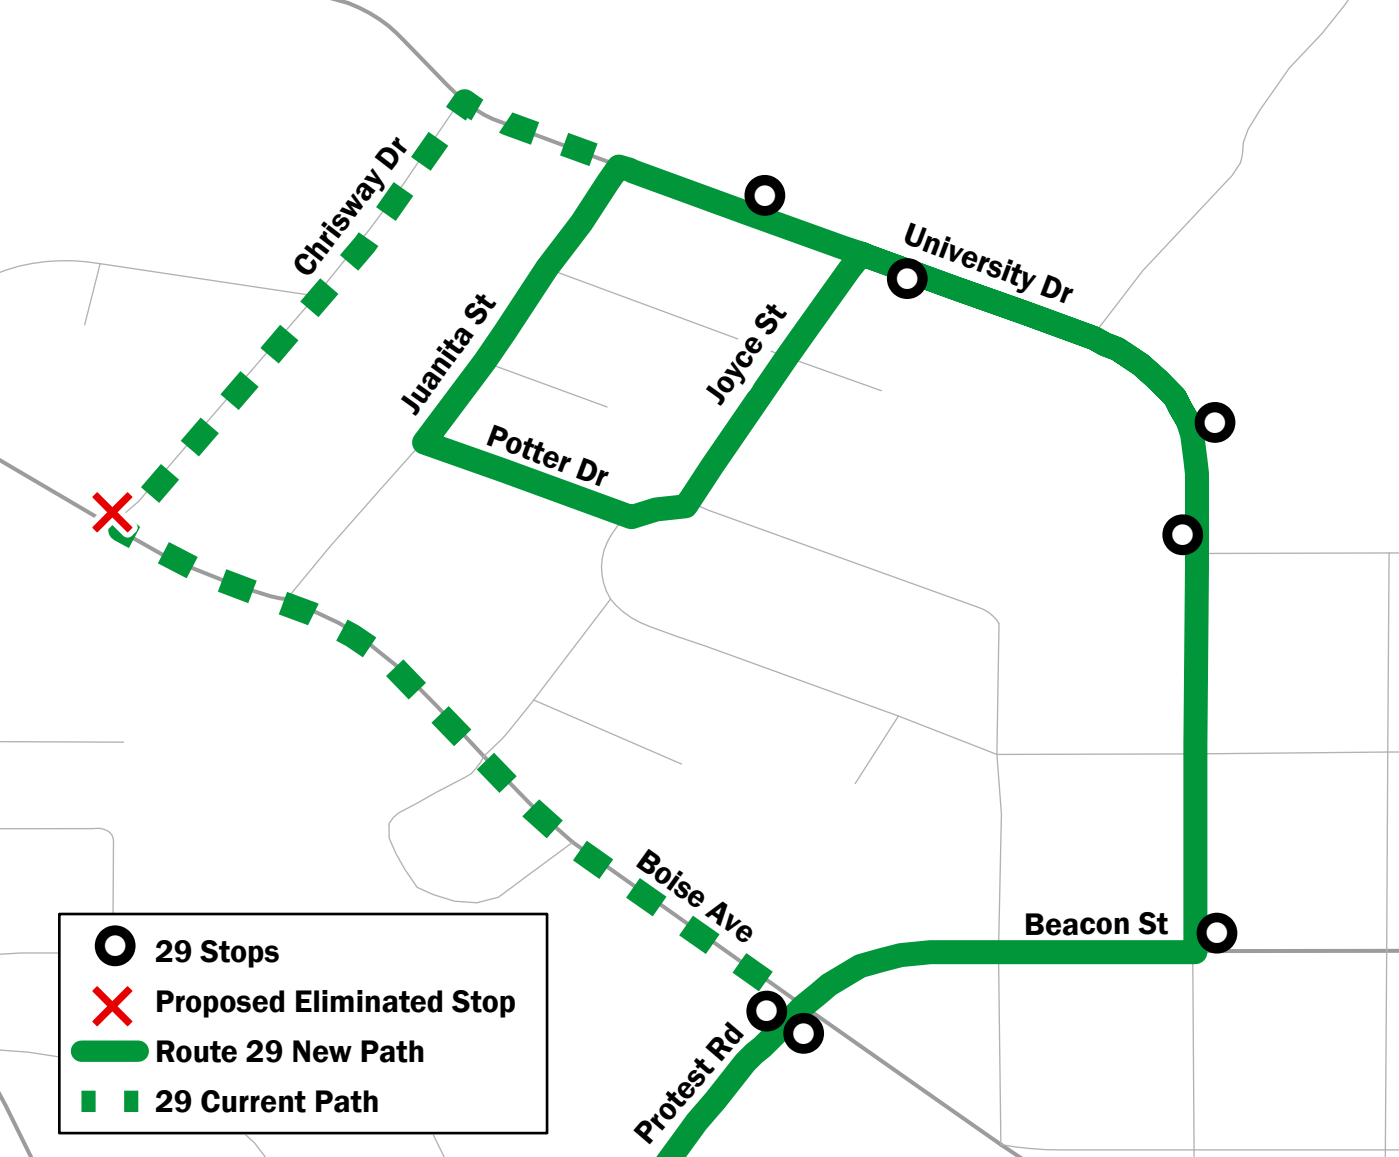 Chrisway Dr
University Dr
Juanita St
Joyce St
Potter Dr
Boise Ave
Beacon St
Protest Rd
29 Stops
Proposed Eliminated Stop
Route 29 New Path
29 Current Path